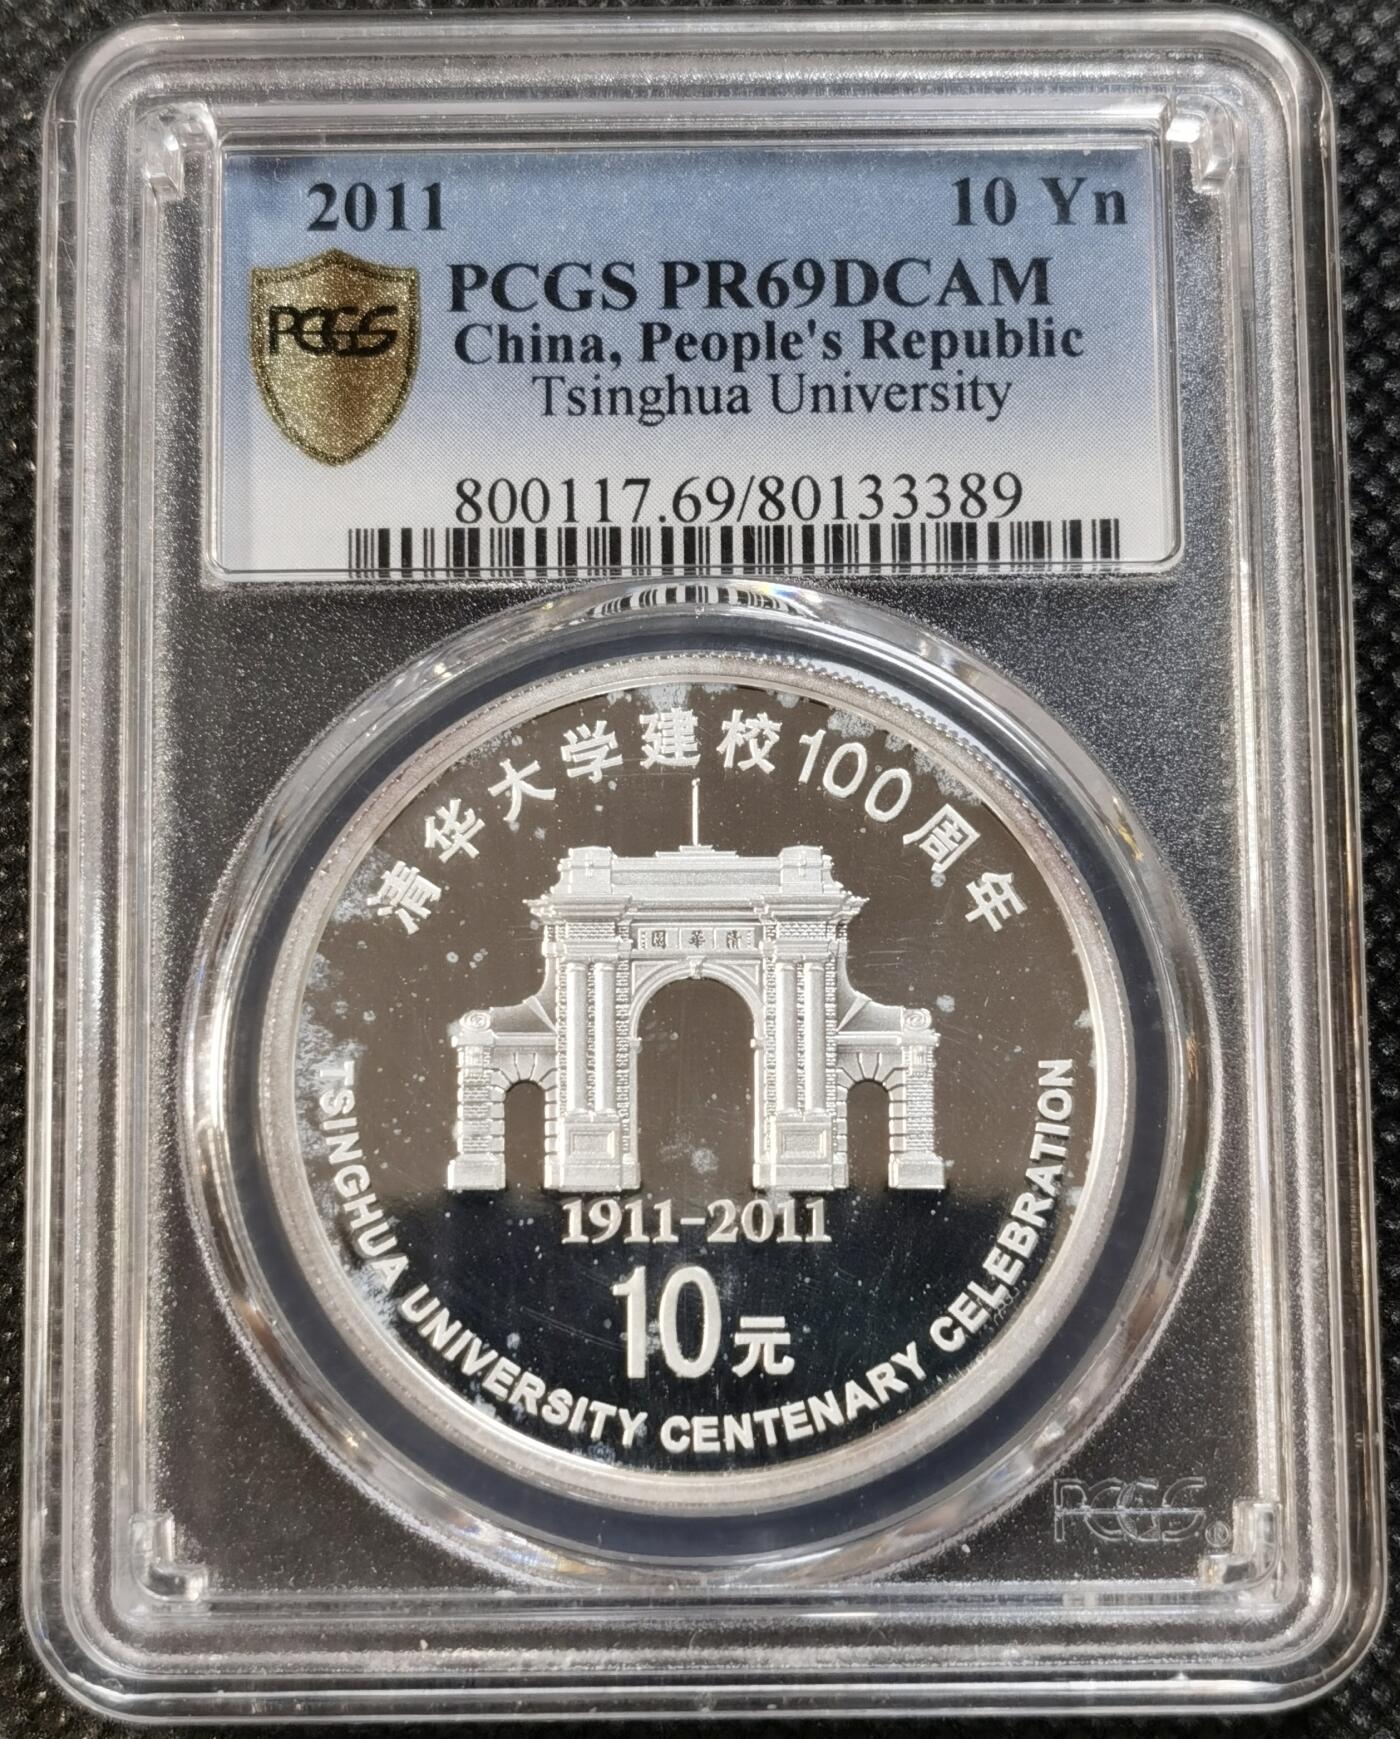 2011 10 Yn
PCGS
PCGS PR69DCAM
China, People's Republic
Tsinghua University
800117.69/80133389
清华大学建校100周年
園華清
1911-2011
10元
TSINGHUA UNIVERSITY CENTENARY CELEBRATION
PCGS®